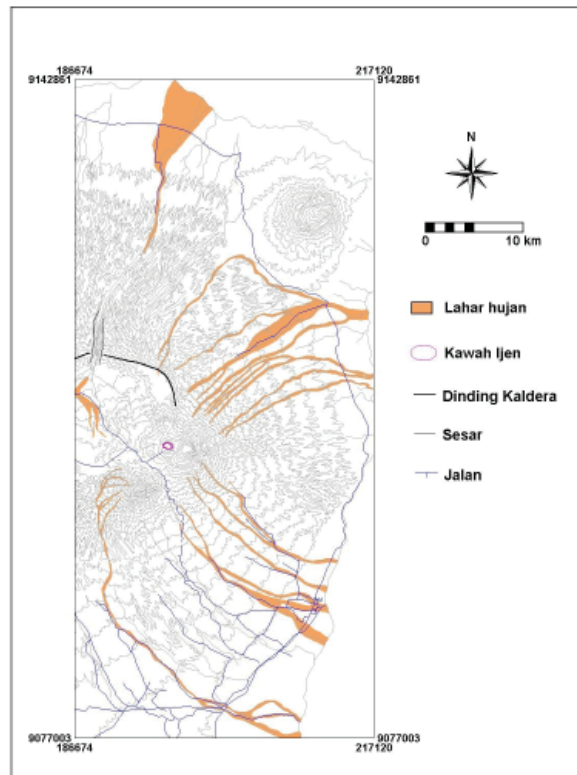 186674 217120
9142861 9142861
N
0 10 km
Lahar hujan
Kawah Ijen
Dinding Kaldera
Sesar
Jalan
9077003 9077003
186674 217120